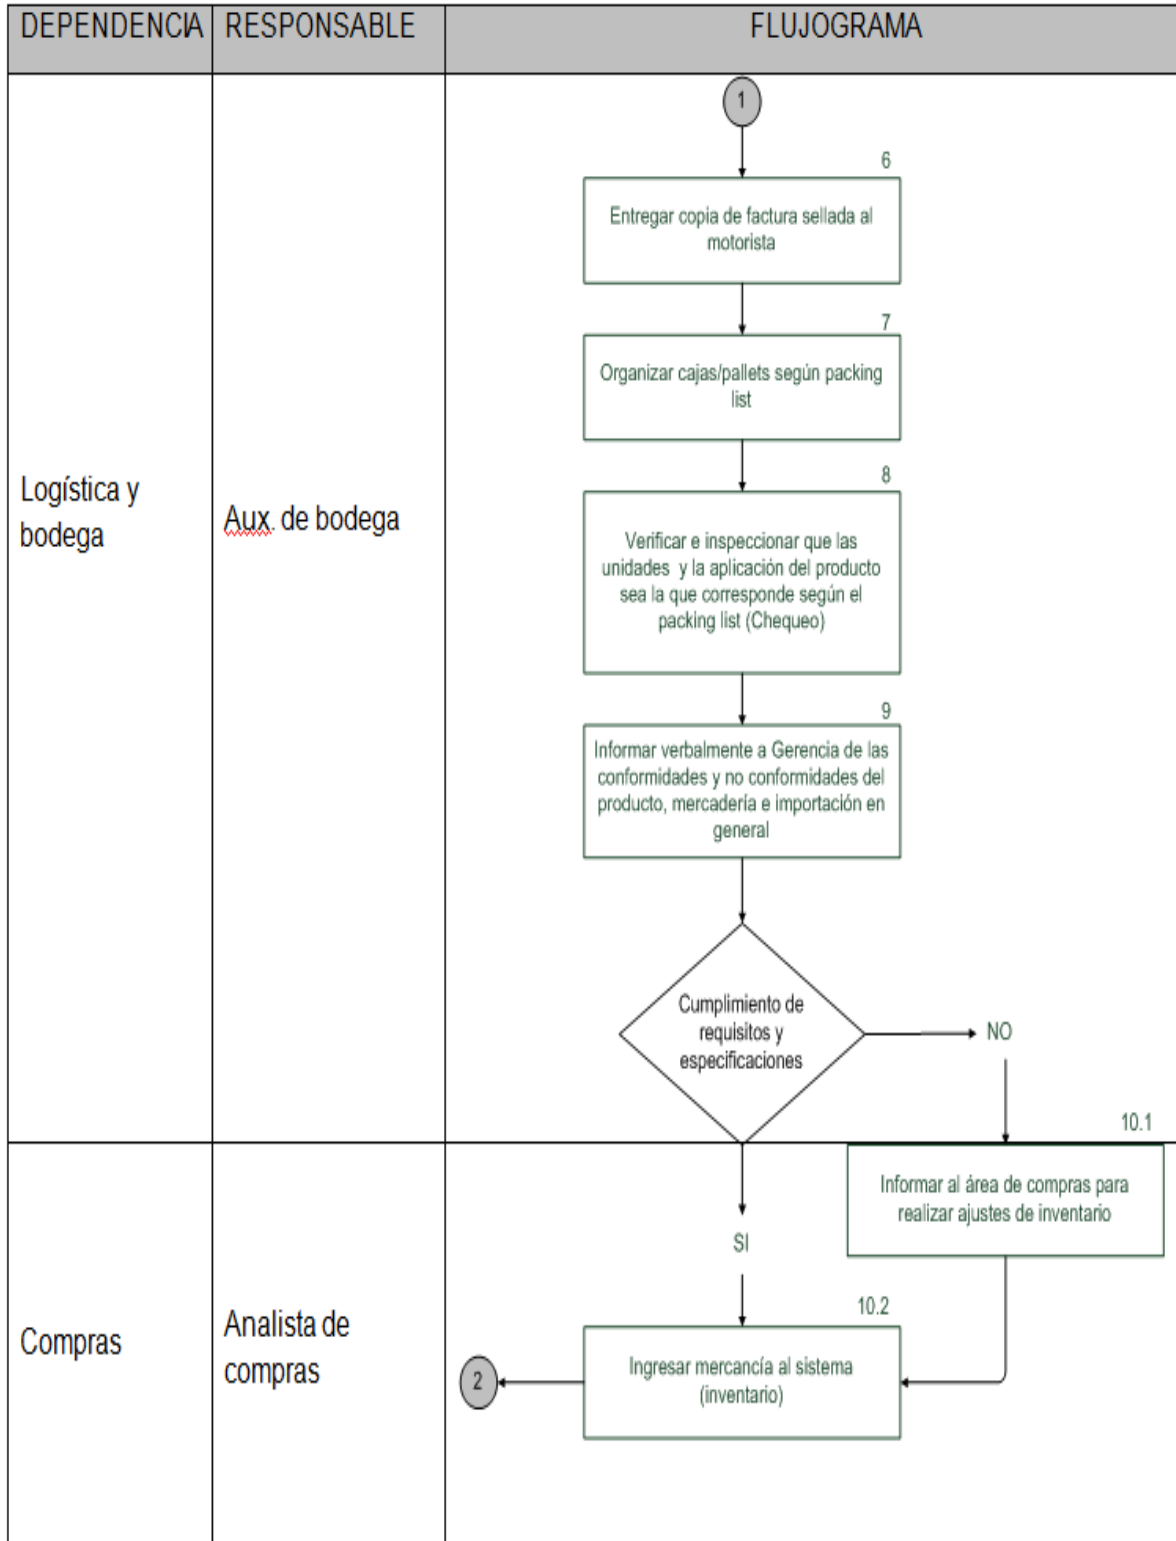 DEPENDENCIA
RESPONSABLE
FLUJOGRAMA
1
6
Entregar copia de factura sellada al
motorista
7
Organizar cajas/pallets según packing
list
8
Verificar e inspeccionar que las
unidades y la aplicación del producto
sea la que corresponde según el
packing list (Chequeo)
Logística y
bodega
Aux. de bodega
9
Informar verbalmente a Gerencia de las
conformidades y no conformidades del
producto, mercadería e importación en
general
Cumplimiento de
requisitos y
especificaciones
NO
10.1
Informar al área de compras para
realizar ajustes de inventario
SI
Compras
Analista de
compras
10.2
Ingresar mercancía al sistema
(inventario)
2